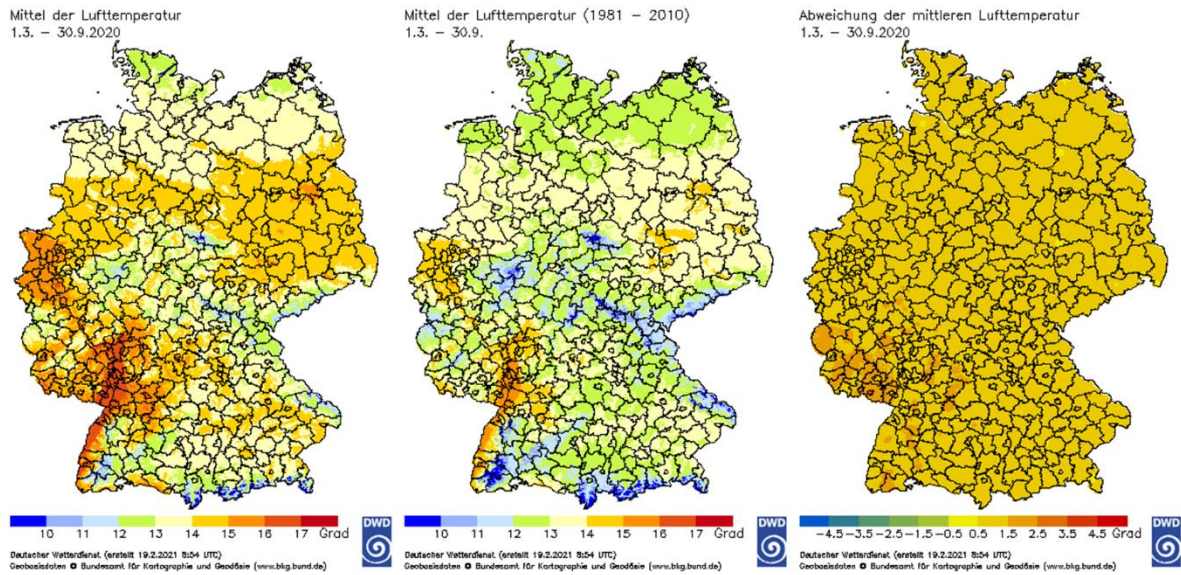 Mittel der Lufttemperatur
1.3. – 30.9.2020
10 11 12 13 14 15 16 17 Grad
Deutscher Wetterdienst (erstellt 19.2.2021 8:54 UTC)
Geobasisdaten © Bundesamt für Kartographie und Geodäsie (www.bkg.bund.de)
DWD
Mittel der Lufttemperatur (1981 – 2010)
1.3. – 30.9.
10 11 12 13 14 15 16 17 Grad
Deutscher Wetterdienst (erstellt 19.2.2021 8:54 UTC)
Geobasisdaten © Bundesamt für Kartographie und Geodäsie (www.bkg.bund.de)
DWD
Abweichung der mittleren Lufttemperatur
1.3. – 30.9.2020
−4.5 −3.5 −2.5 −1.5 −0.5 0.5 1.5 2.5 3.5 4.5 Grad
Deutscher Wetterdienst (erstellt 19.2.2021 8:54 UTC)
Geobasisdaten © Bundesamt für Kartographie und Geodäsie (www.bkg.bund.de)
DWD